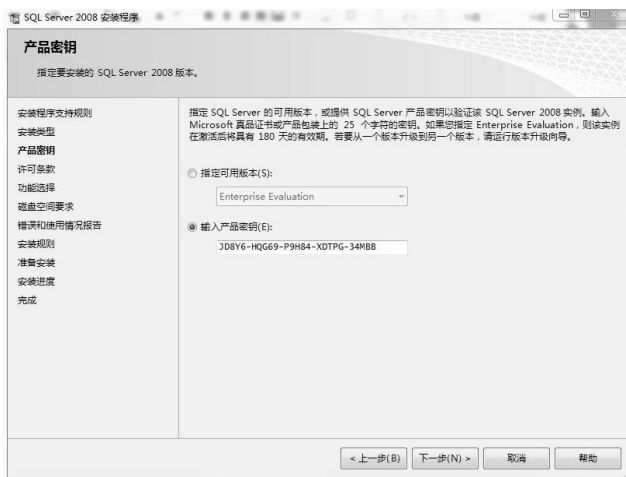 SQL Server 2008 安装程序
产品密钥
指定要安装的 SQL Server 2008 版本。
安装程序支持规则
安装类型
产品密钥
许可条款
功能选择
磁盘空间要求
错误和使用情况报告
安装规则
准备安装
安装进度
完成
指定 SQL Server 的可用版本，或提供 SQL Server 产品密钥以验证该 SQL Server 2008 实例。输入
Microsoft 真品证书或产品包装上的 25 个字符的密钥。如果您指定 Enterprise Evaluation，则该实例
在激活后将具有 180 天的有效期。若要从一个版本升级到另一个版本，请运行版本升级向导。
指定可用版本(S):
Enterprise Evaluation
输入产品密钥(E):
JD8Y6-HQG69-P9H84-XDTPG-34MBB
< 上一步(B)
下一步(N) >
取消
帮助